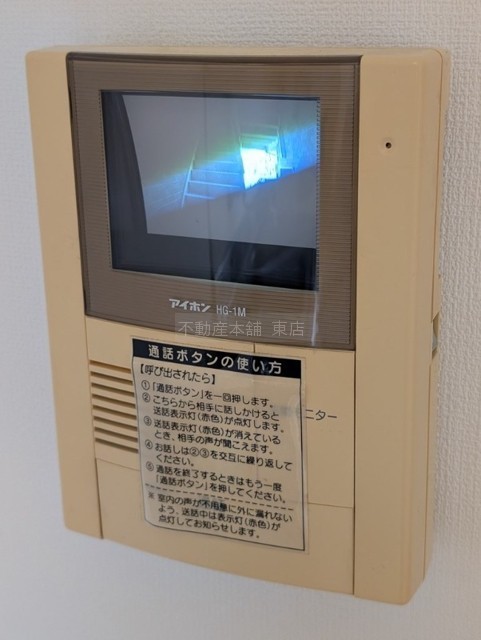 アイホン HG-1M
不動産本舗 東店
通話ボタンの使い方
【呼び出されたら】
①「通話ボタン」を一回押します。
②こちらから相手に話しかけると
送話表示灯(赤色)が点灯します。
③送話表示灯(赤色)が消えている
とき、相手の声が聞こえます。
④お話しは②③を交互に繰り返して
ください。
⑤通話を終了するときはもう一度
「通話ボタン」を押してください。
※室内の声が不用意に外に漏れない
よう、送話中は表示灯(赤色)が
点灯してお知らせします。
ニター